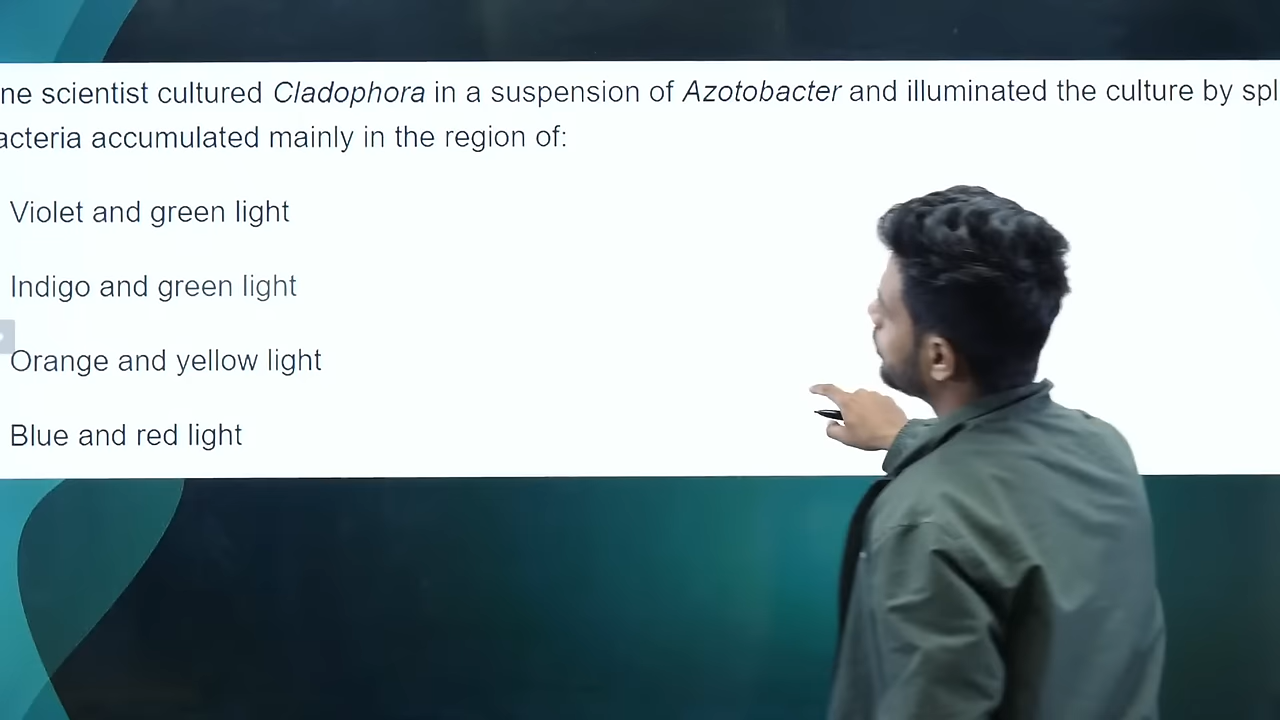 ne scientist cultured Cladophora in a suspension of Azotobacter and illuminated the culture by spl
acteria accumulated mainly in the region of:
Violet and green light
Indigo and green light
Orange and yellow light
Blue and red light